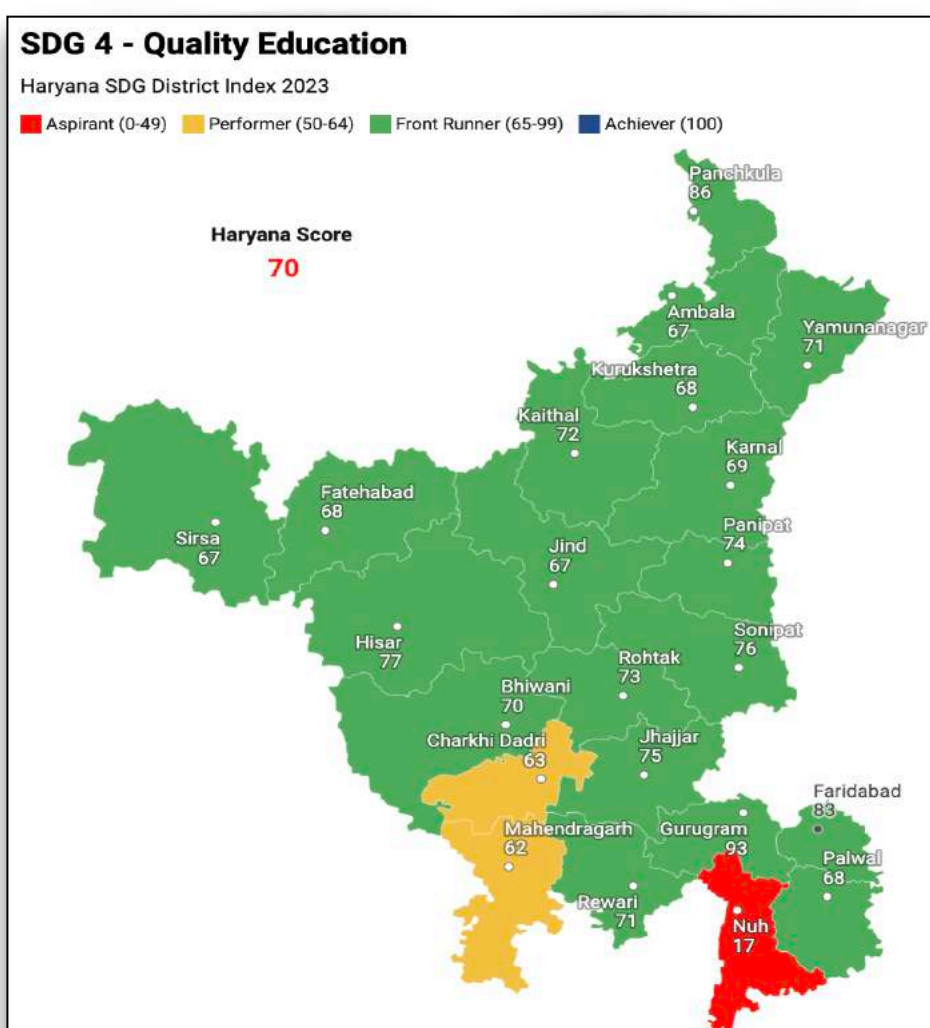 SDG 4 - Quality Education
Haryana SDG District Index 2023
Aspirant (0-49) Performer (50-64) Front Runner (65-99) Achiever (100)
Haryana Score
70
Panchkula
86
Ambala
67
Yamunanagar
71
Kurukshetra
68
Kaithal
72
Karnal
69
Fatehabad
68
Sirsa
67
Panipat
74
Jind
67
Hisar
77
Sonipat
76
Rohtak
73
Bhiwani
70
Charkhi Dadri
63
Jhajjar
75
Faridabad
83
Mahendragarh
62
Gurugram
93
Palwal
68
Rewari
71
Nuh
17